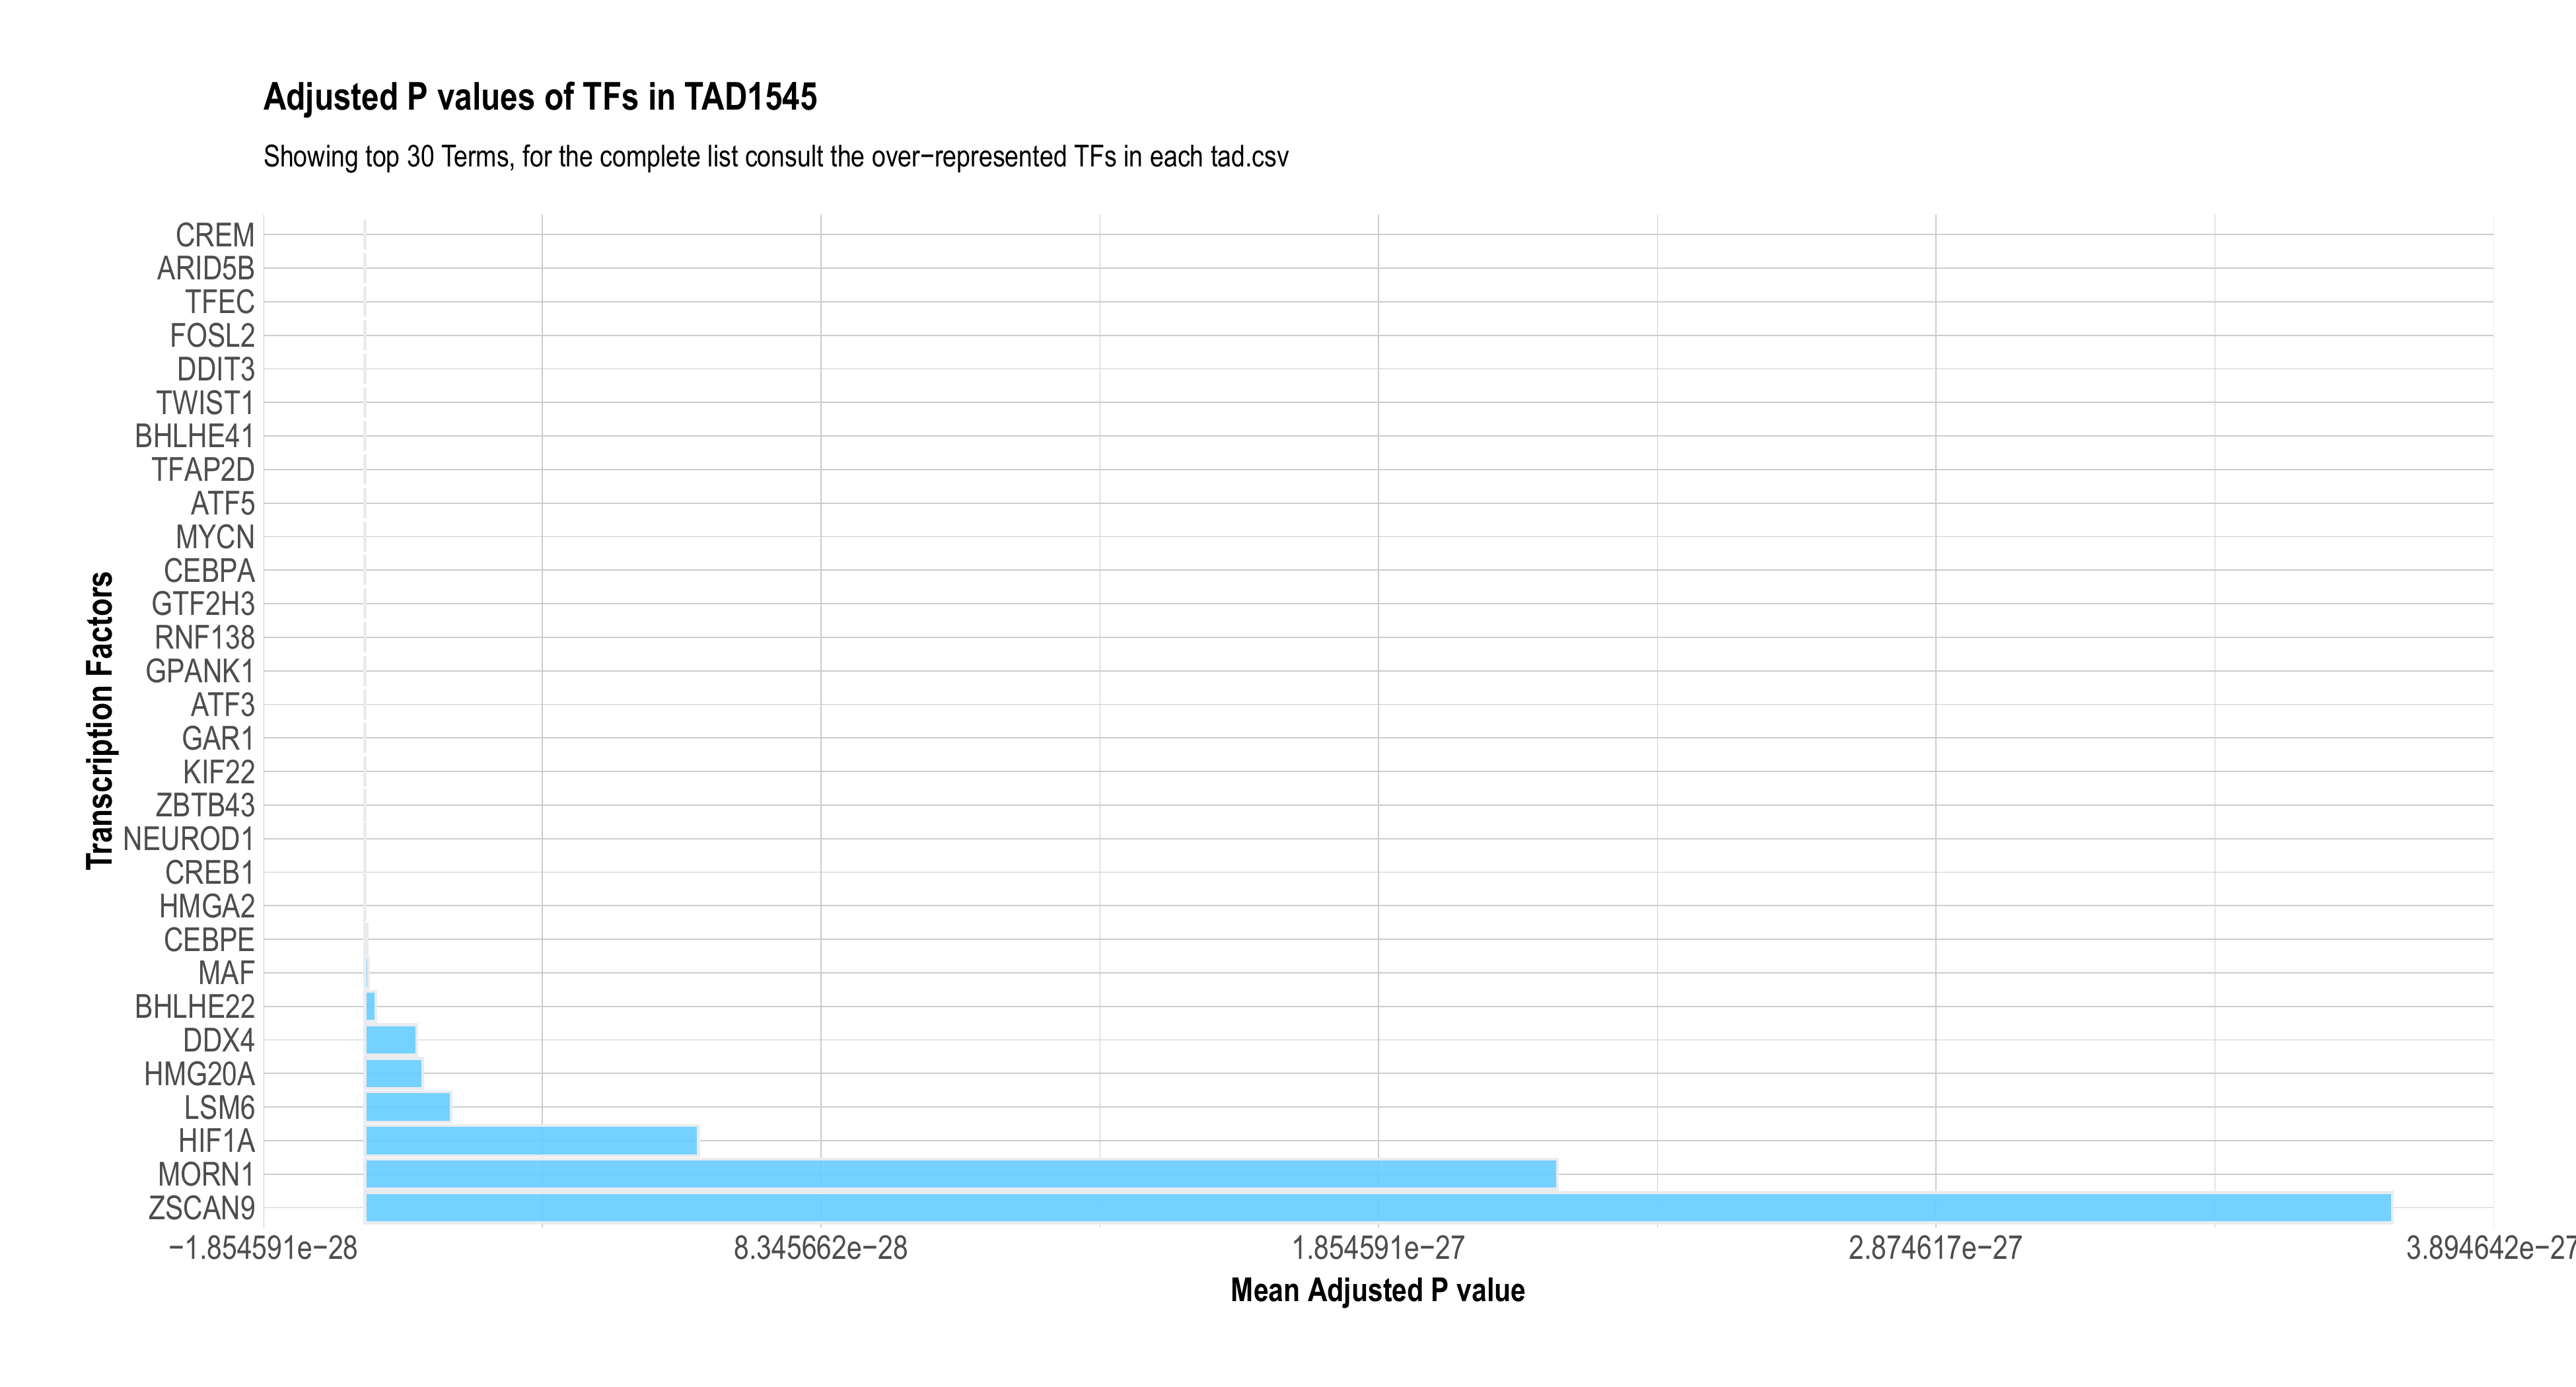 Adjusted P values of TFs in TAD1545
Showing top 30 Terms, for the complete list consult the over−represented TFs in each tad.csv
Transcription Factors
CREM
ARID5B
TFEC
FOSL2
DDIT3
TWIST1
BHLHE41
TFAP2D
ATF5
MYCN
CEBPA
GTF2H3
RNF138
GPANK1
ATF3
GAR1
KIF22
ZBTB43
NEUROD1
CREB1
HMGA2
CEBPE
MAF
BHLHE22
DDX4
HMG20A
LSM6
HIF1A
MORN1
ZSCAN9
−1.854591e−28 8.345662e−28 1.854591e−27 2.874617e−27 3.894642e−27
Mean Adjusted P value